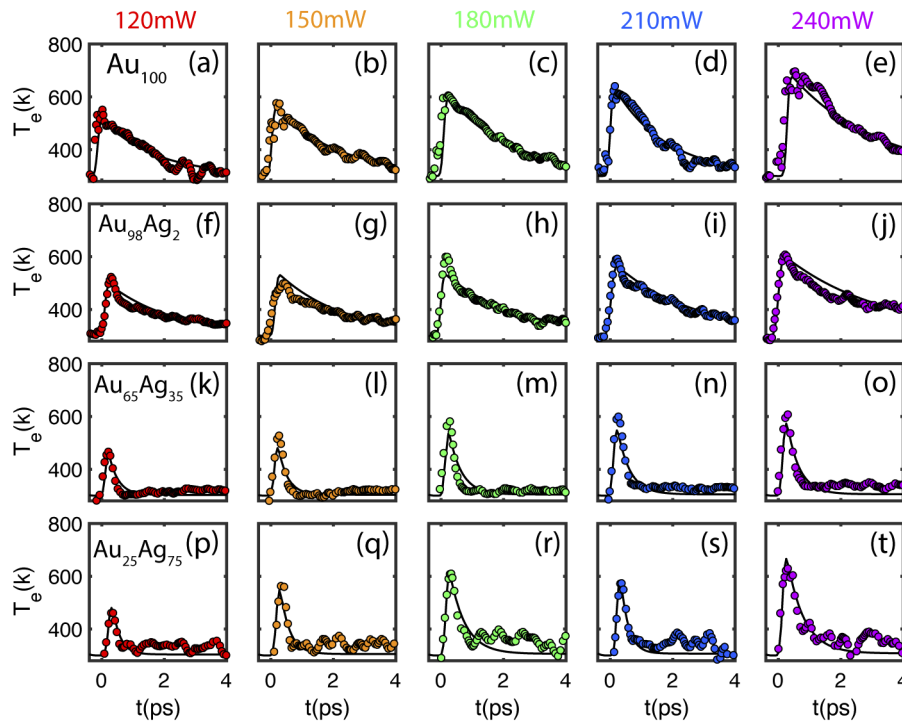 120mW 150mW 180mW 210mW 240mW
800 Au100 (a) (b) (c) (d) (e)
600
400
Te(k)
800 Au98Ag2 (f) (g) (h) (i) (j)
600
400
Te(k)
800 Au65Ag35 (k) (l) (m) (n) (o)
600
400
Te(k)
800 Au25Ag75 (p) (q) (r) (s) (t)
600
400
Te(k)
0 2 4 0 2 4 0 2 4 0 2 4 0 2 4
t(ps) t(ps) t(ps) t(ps) t(ps)